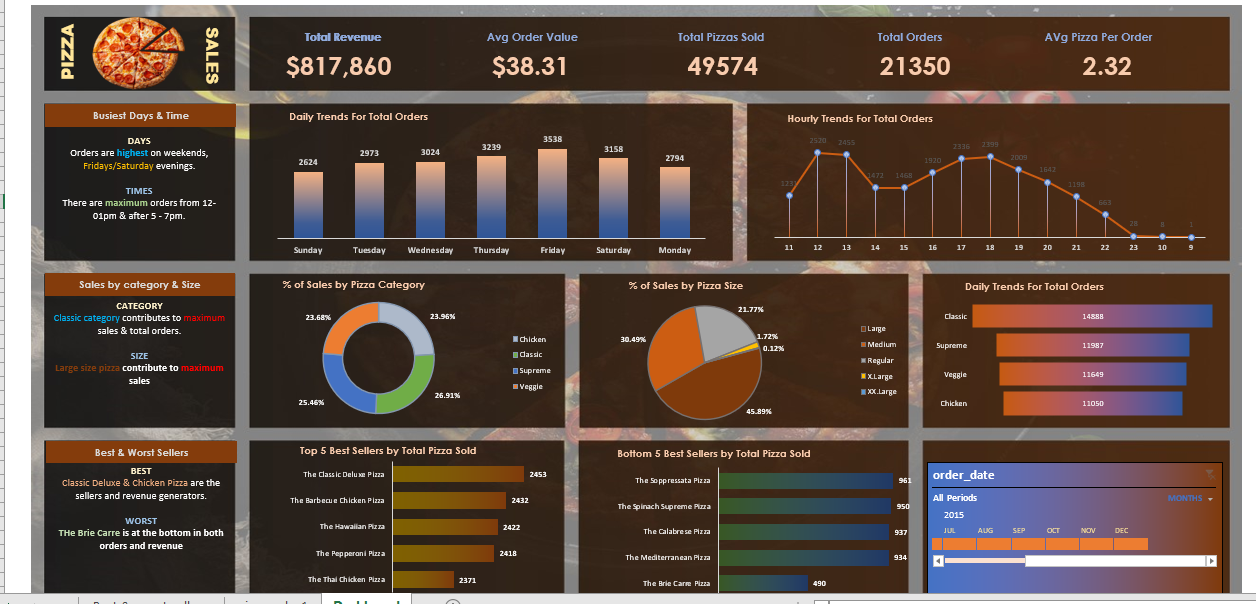 PIZZA
SALES
Total Revenue
$817,860
Avg Order Value
$38.31
Total Pizzas Sold
49574
Total Orders
21350
AVg Pizza Per Order
2.32
Busiest Days & Time
DAYS
Orders are highest on weekends,
Fridays/Saturday evenings.
TIMES
There are maximum orders from 12-
01pm & after 5 - 7pm.
Daily Trends For Total Orders
2624
2973
3024
3239
3538
3158
2794
Sunday
Tuesday
Wednesday
Thursday
Friday
Saturday
Monday
Hourly Trends For Total Orders
2520
2455
1472
1468
1920
2336
2399
2009
1642
1198
663
28
8
1
11
12
13
14
15
16
17
18
19
20
21
22
23
10
9
Sales by category & Size
CATEGORY
Classic category contributes to maximum
sales & total orders.
SIZE
Large size pizza contribute to maximum
sales
% of Sales by Pizza Category
23.68%
23.96%
25.46%
26.91%
Chicken
Classic
Supreme
Veggie
% of Sales by Pizza Size
21.77%
30.49%
1.72%
0.12%
45.89%
Large
Medium
Regular
X.Large
XX.Large
Daily Trends For Total Orders
Classic
14888
Supreme
11987
Veggie
11649
Chicken
11050
Best & Worst Sellers
BEST
Classic Deluxe & Chicken Pizza are the
sellers and revenue generators.
WORST
THe Brie Carre is at the bottom in both
orders and revenue
Top 5 Best Sellers by Total Pizza Sold
The Classic Deluxe Pizza 2453
The Barbecue Chicken Pizza 2432
The Hawaiian Pizza 2422
The Pepperoni Pizza 2418
The Thai Chicken Pizza 2371
Bottom 5 Best Sellers by Total Pizza Sold
The Soppressata Pizza 961
The Spinach Supreme Pizza 950
The Calabrese Pizza 937
The Mediterranean Pizza 934
The Brie Carre Pizza 490
order_date
All Periods
MONTHS
2015
JUL AUG SEP OCT NOV DEC